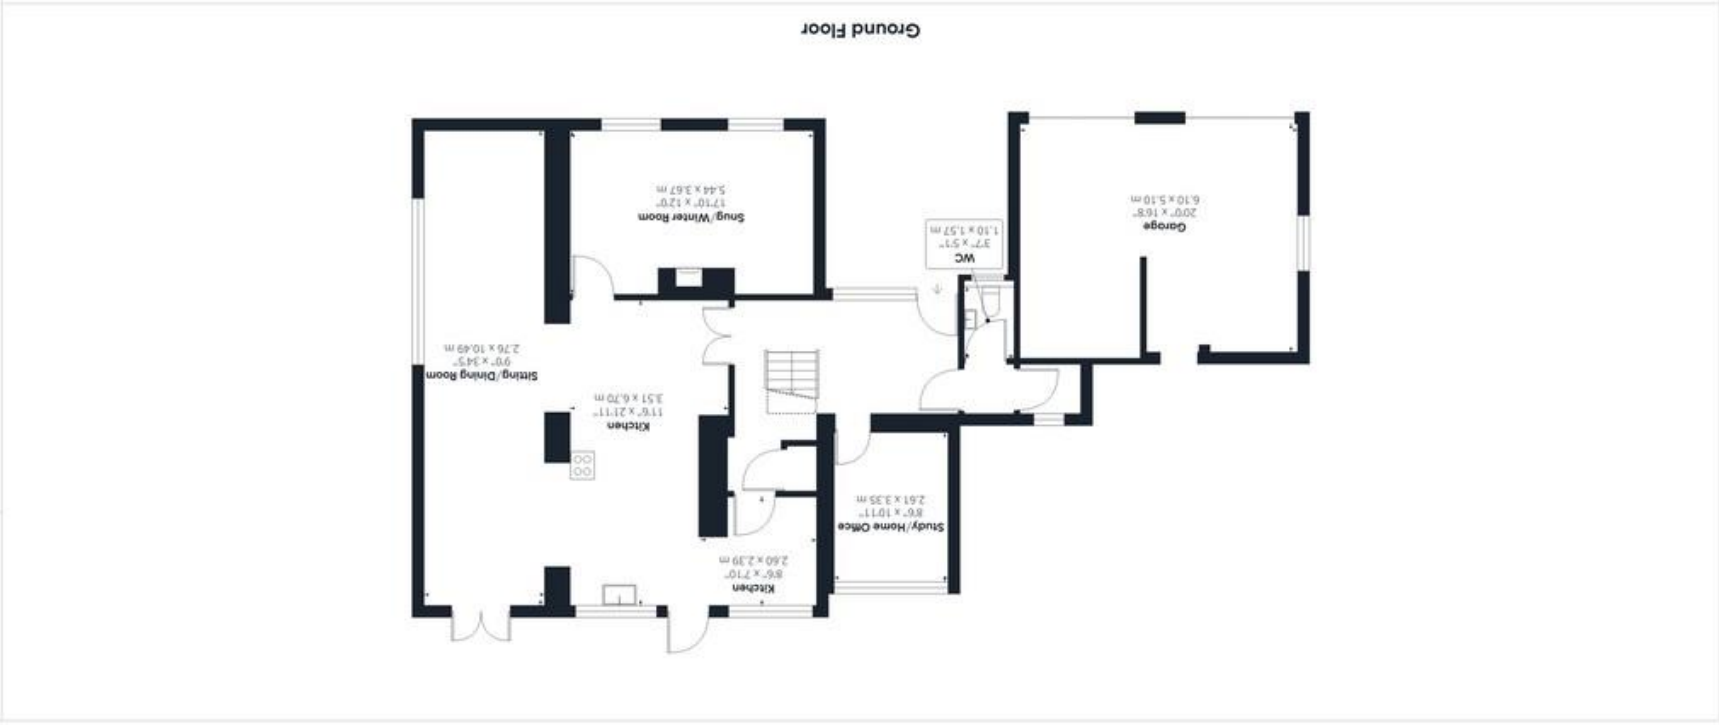 Kitchen
8'6" x 7'10"
2.60 x 2.39 m
Study/Home Office
8'6" x 10'11"
2.61 x 3.35 m
Kitchen
11'6" x 21'11"
3.51 x 6.70 m
Sitting/Dining Room
9'0" x 34'5"
2.76 x 10.49 m
WC
3'7" x 5'1"
1.10 x 1.57 m
Garage
20'0" x 16'8"
6.10 x 5.10 m
Snug/Winter Room
17'10" x 12'0"
5.44 x 3.67 m
Ground Floor